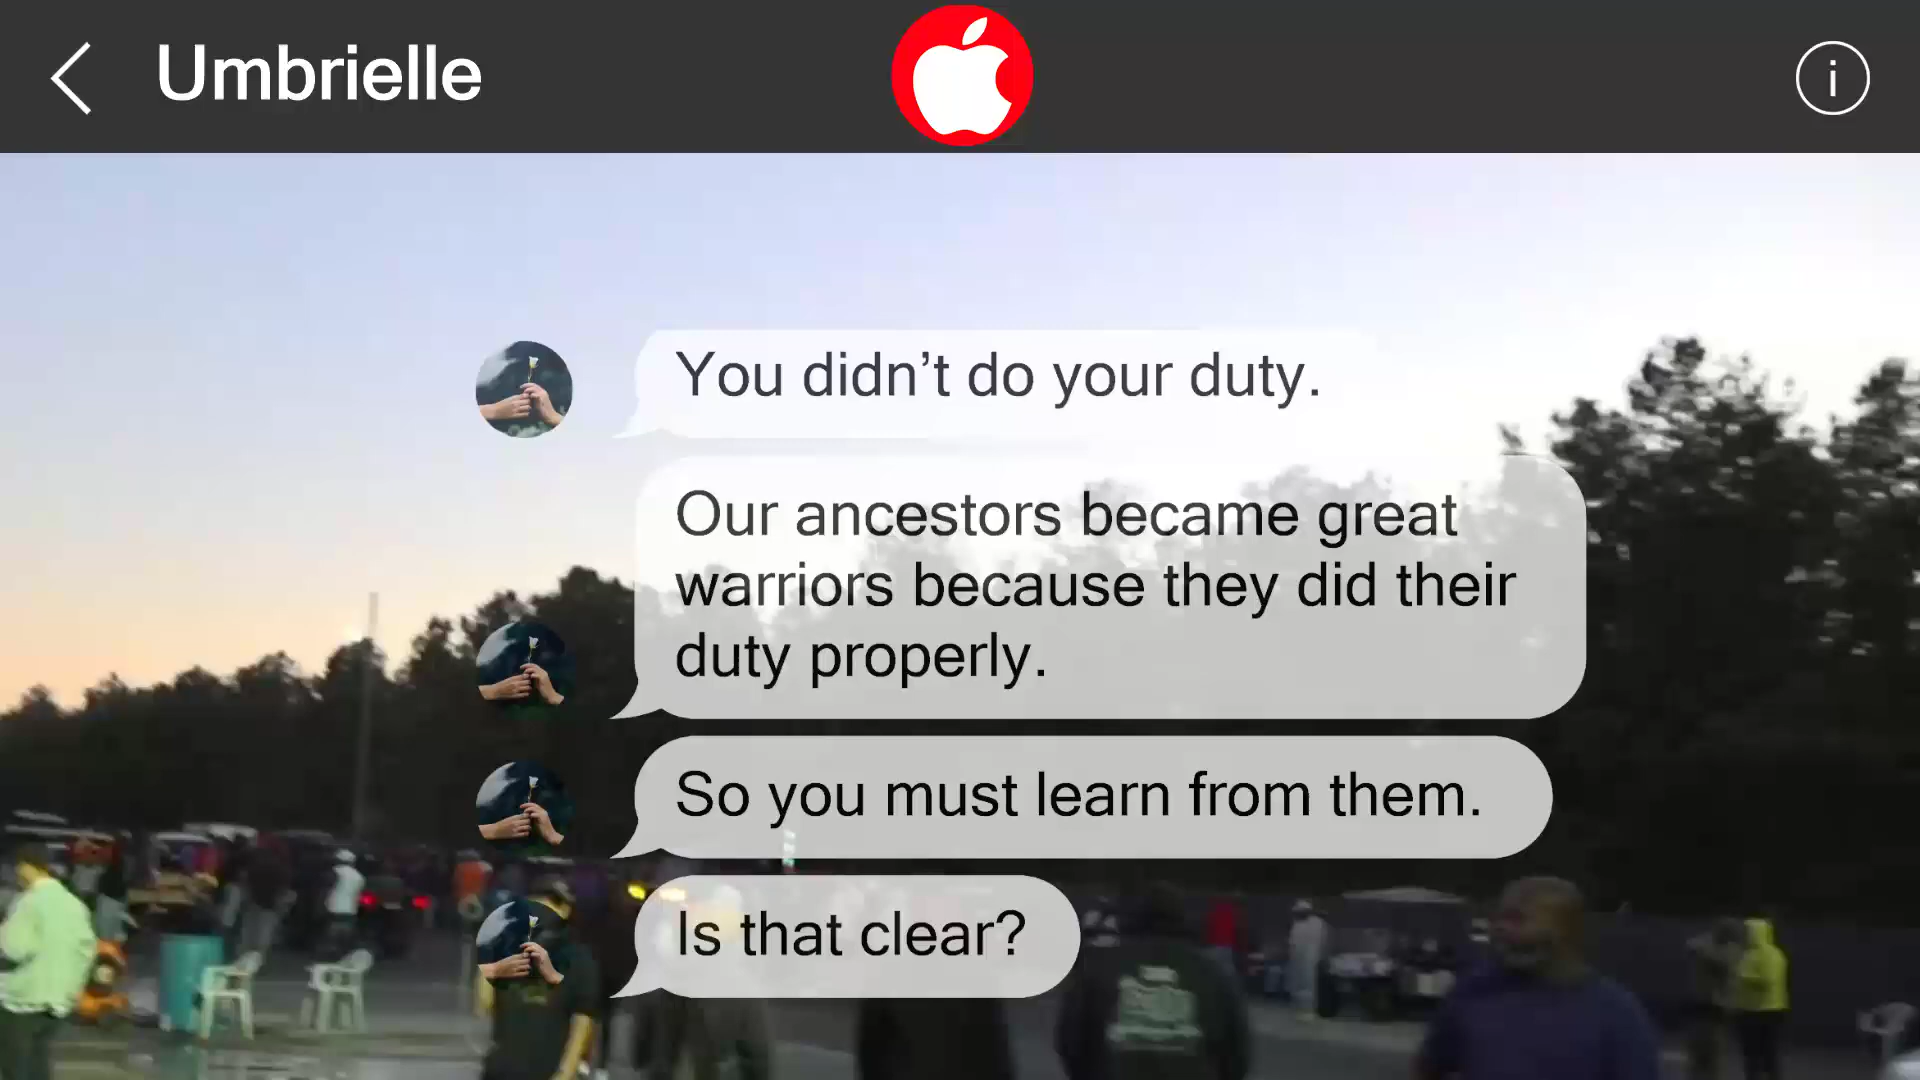 Umbrielle
You didn’t do your duty.
Our ancestors became great
warriors because they did their
duty properly.
So you must learn from them.
Is that clear?